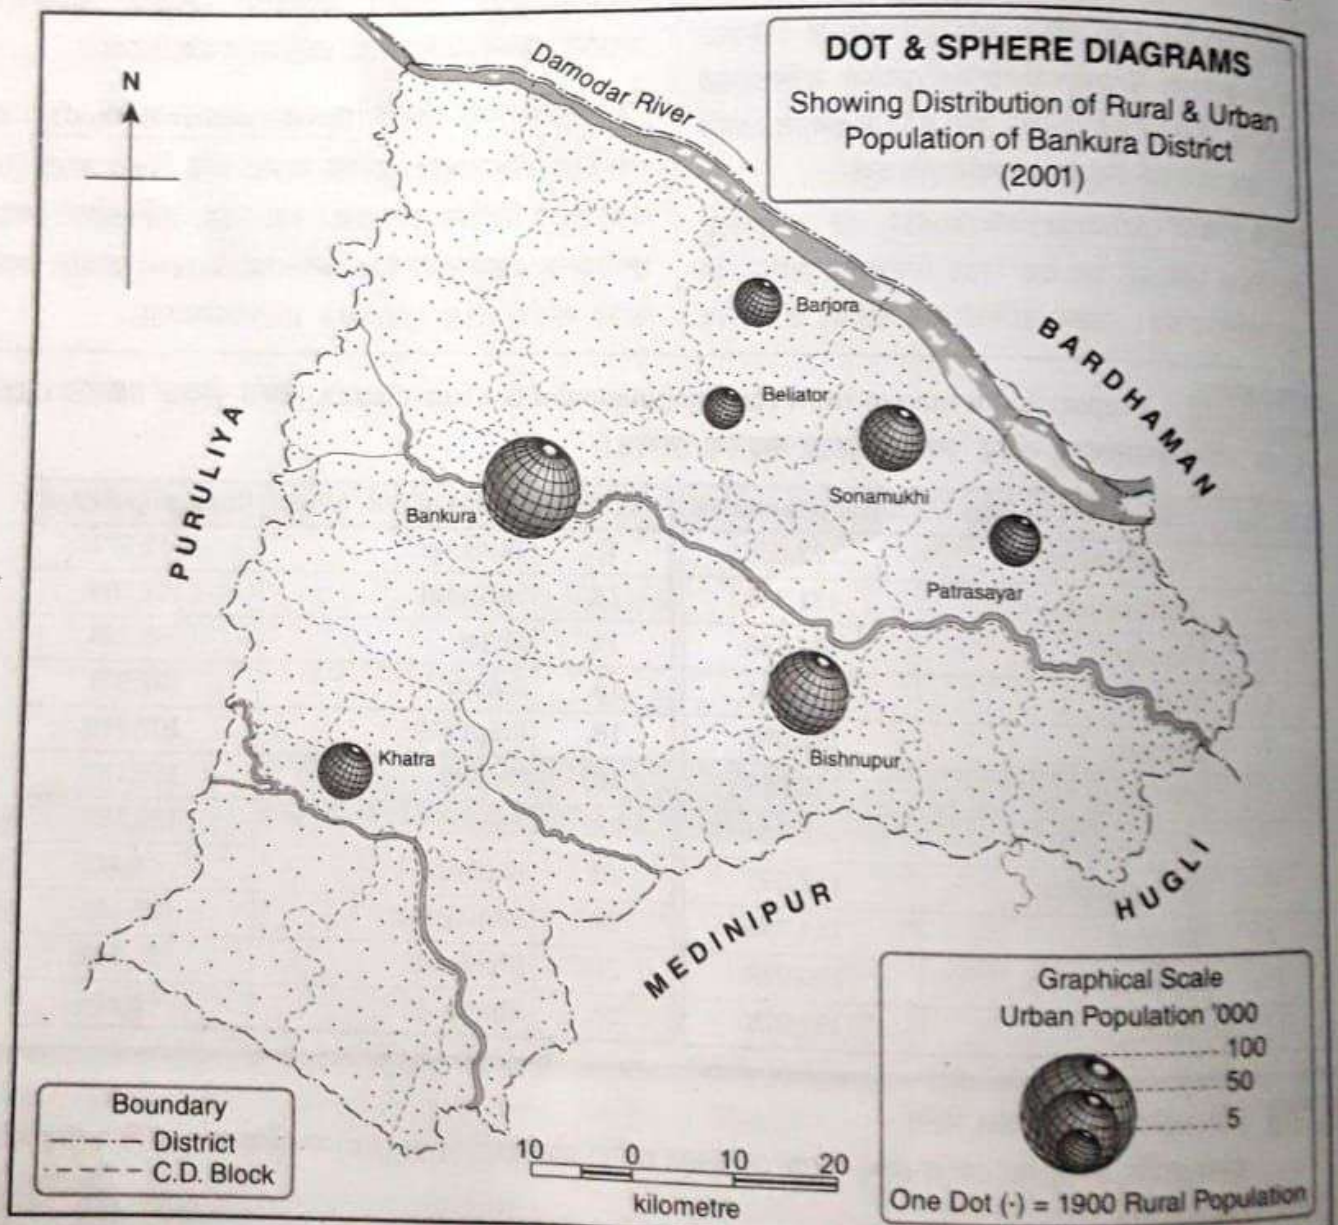 DOT & SPHERE DIAGRAMS
Showing Distribution of Rural & Urban
Population of Bankura District
(2001)
N
Damodar River
Barjora
Beliator
Sonamukhi
Bankura
Patrasayar
Bishnupur
Khatra
PURULIYA
BARDHAMAN
MEDINIPUR
HUGLI
Boundary
District
C.D. Block
10 0 10 20
kilometre
Graphical Scale
Urban Population '000
100
50
5
One Dot (·) = 1900 Rural Population